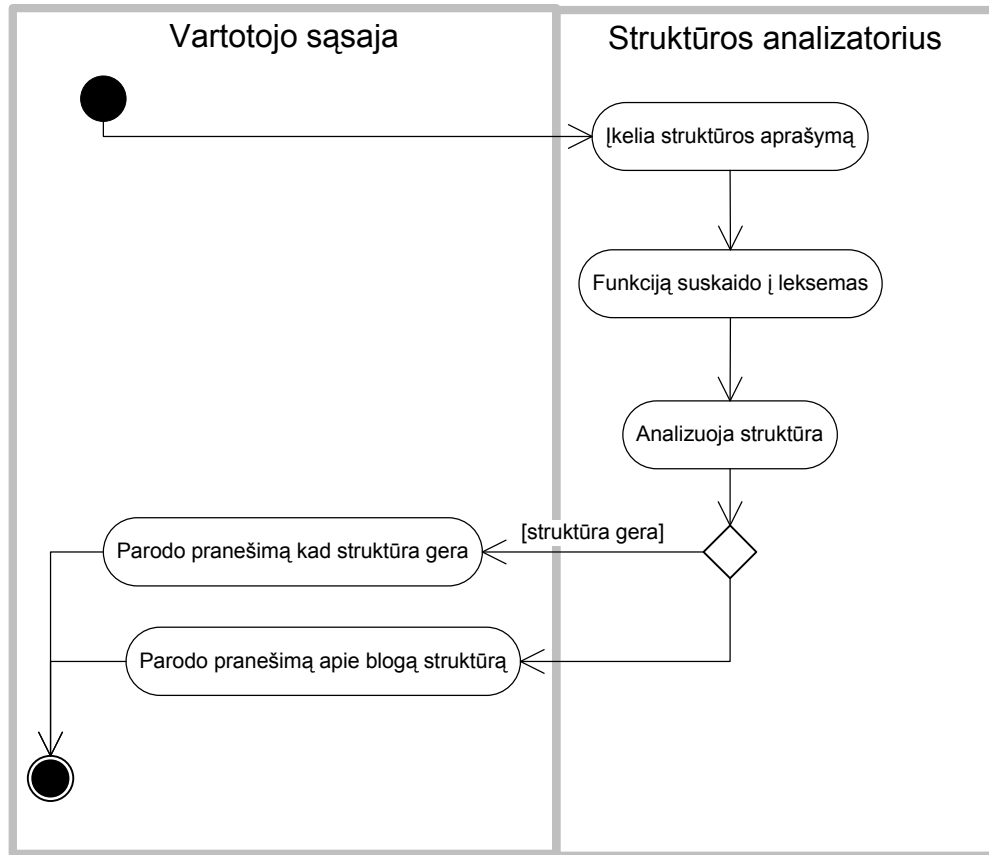 Vartotojo sąsaja
Struktūros analizatorius
Įkelia struktūros aprašymą
Funkciją suskaido į leksemas
Analizuoja struktūra
[struktūra gera]
Parodo pranešimą kad struktūra gera
Parodo pranešimą apie blogą struktūrą